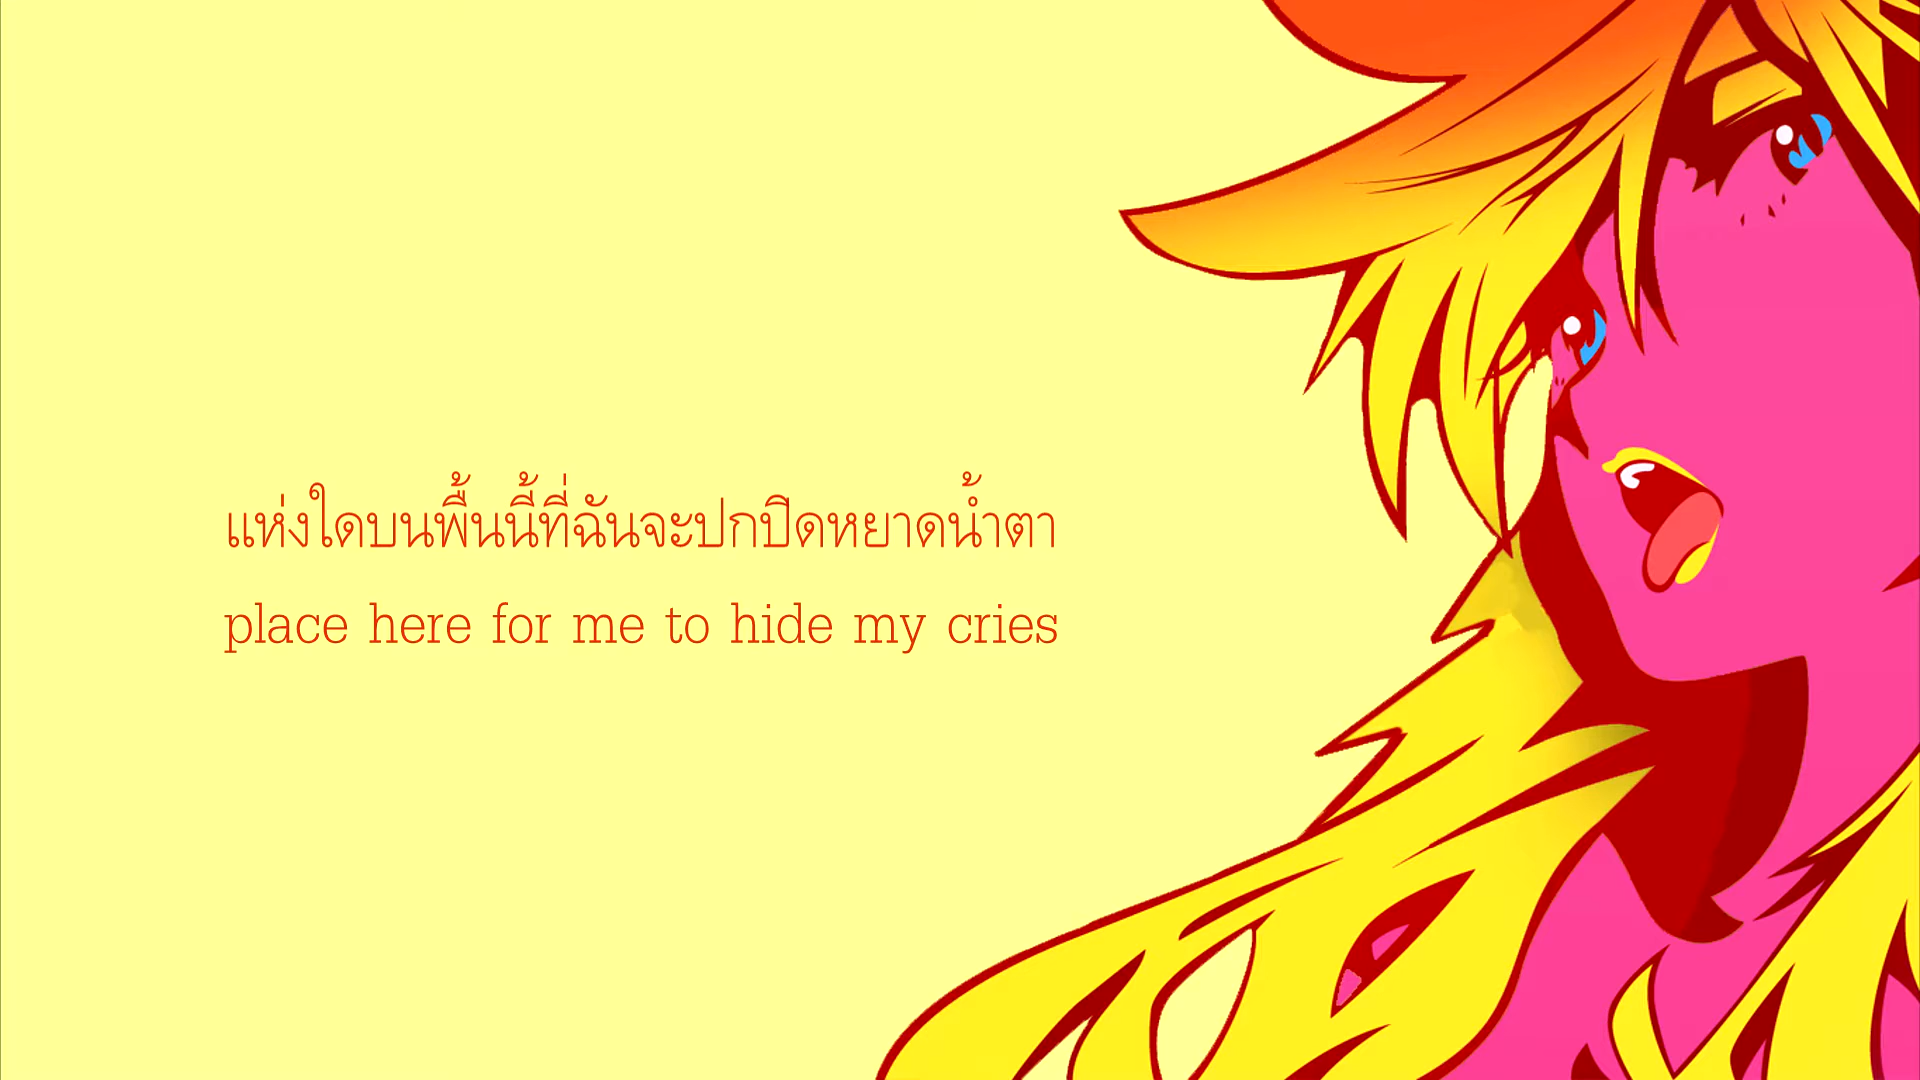 แห่งใดบนพื้นนี้ที่ฉันจะปกปิดหยาดน้ำตา
place here for me to hide my cries